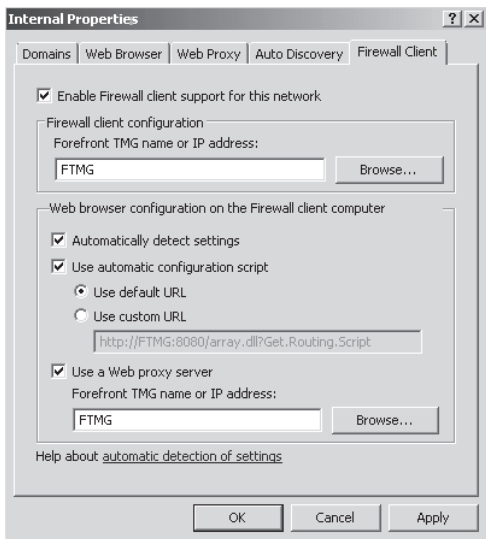 Internal Properties
Domains Web Browser Web Proxy Auto Discovery Firewall Client
Enable Firewall client support for this network
Firewall client configuration
Forefront TMG name or IP address:
FTMG Browse...
Web browser configuration on the Firewall client computer
Automatically detect settings
Use automatic configuration script
Use default URL
Use custom URL
http://FTMG:8080/array.dll?Get.Routing.Script
Use a Web proxy server
Forefront TMG name or IP address:
FTMG Browse...
Help about automatic detection of settings
OK Cancel Apply